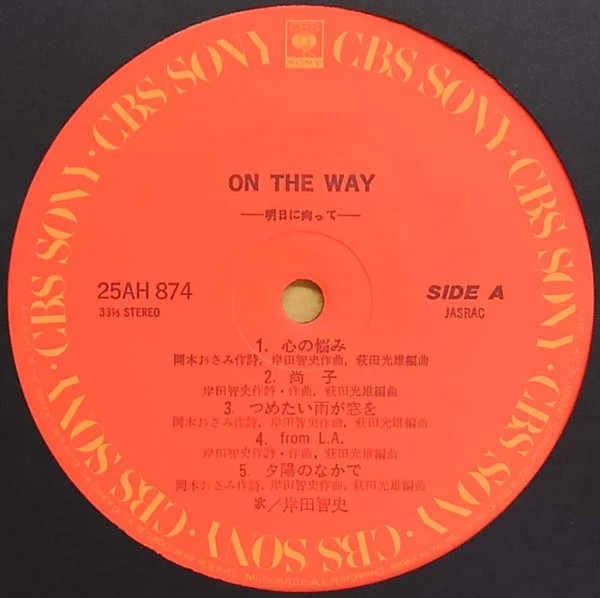 CBS SONY · CBS SONY · CBS SONY · CBS SONY · CBS SONY · CBS SONY · CBS SONY · CBS SONY
CBS
SONY
ON THE WAY
——明日に向って——
25AH 874
33⅓ STEREO
SIDE A
JASRAC
1. 心の悩み
岡本おさみ作詩, 岸田智史作曲, 萩田光雄編曲
2. 尚 子
岸田智史作詩・作曲, 萩田光雄編曲
3. つめたい雨が窓を
岡本おさみ作詩, 岸田智史作曲, 萩田光雄編曲
4. from L.A.
岸田智史作詩・作曲, 萩田光雄編曲
5. 夕陽のなかで
岡本おさみ作詩, 岸田智史作曲, 萩田光雄編曲
歌／岸田智史